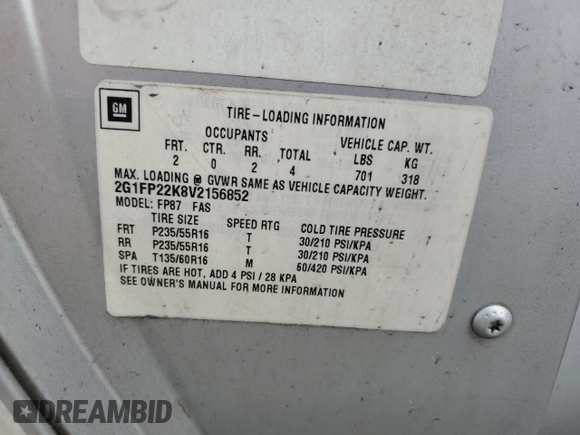 GM
TIRE-LOADING INFORMATION
OCCUPANTS VEHICLE CAP. WT.
FRT. CTR. RR. TOTAL LBS KG
2 0 2 4 701 318
MAX. LOADING @ GVWR SAME AS VEHICLE CAPACITY WEIGHT.
2G1FP22K8V2156852
MODEL: FP87 FAS
TIRE SIZE SPEED RTG COLD TIRE PRESSURE
FRT P235/55R16 T 30/210 PSI/KPA
RR P235/55R16 T 30/210 PSI/KPA
SPA T135/60R16 M 60/420 PSI/KPA
IF TIRES ARE HOT, ADD 4 PSI / 28 KPA
SEE OWNER'S MANUAL FOR MORE INFORMATION
DREAMBID